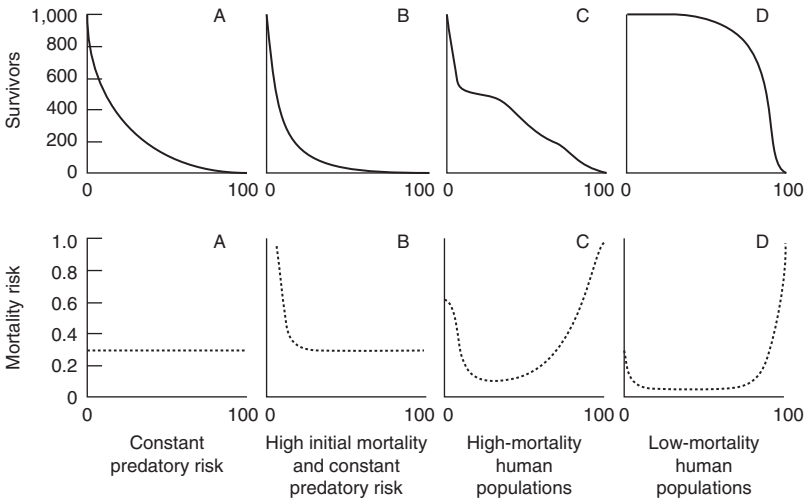 1,000
800
600
400
200
0
Survivors
A
0
100
B
0
100
C
0
100
D
0
100
1.0
0.8
0.6
0.4
0.2
0
Mortality risk
A
0
100
B
0
100
C
0
100
D
0
100
Constant
predatory risk
High initial mortality
and constant
predatory risk
High-mortality
human
populations
Low-mortality
human
populations